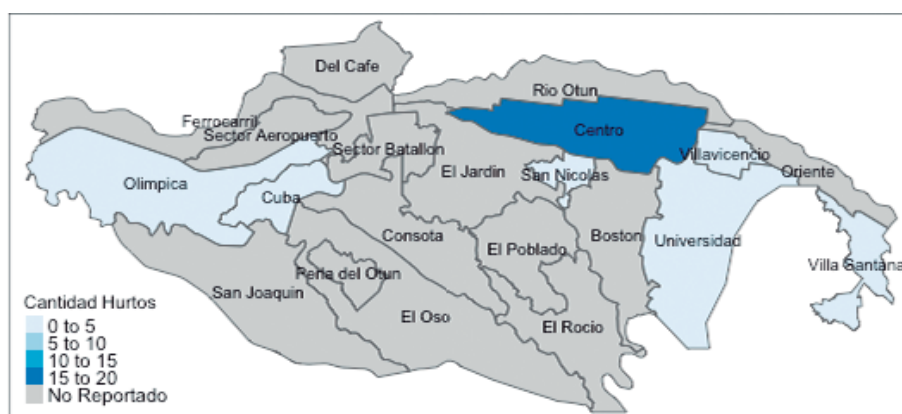 Del Cafe
Rio Otun
Ferrocarril
Sector Aeropuerto
Centro
Sector Batallon
Villavicencio
El Jardin
San Nicolas
Oriente
Olimpica
Cuba
Consota
El Poblado
Boston
Universidad
Perla del Otun
Villa Santana
San Joaquin
El Oso
El Rocio
Cantidad Hurtos
0 to 5
5 to 10
10 to 15
15 to 20
No Reportado